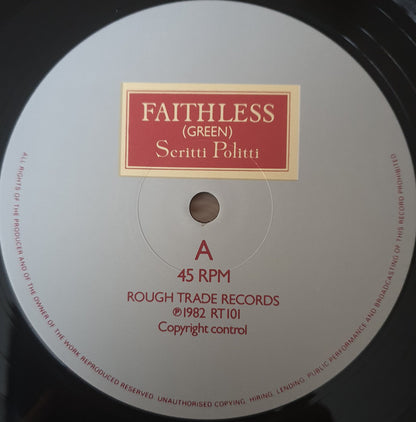 FAITHLESS
(GREEN)
Scritti Politti
A
45 RPM
ROUGH TRADE RECORDS
℗1982 RT101
Copyright control
ALL RIGHTS OF THE PRODUCER AND OF THE OWNER OF THE WORK REPRODUCED RESERVED. UNAUTHORISED COPYING, HIRING, LENDING, PUBLIC PERFORMANCE AND BROADCASTING OF THIS RECORD PROHIBITED.